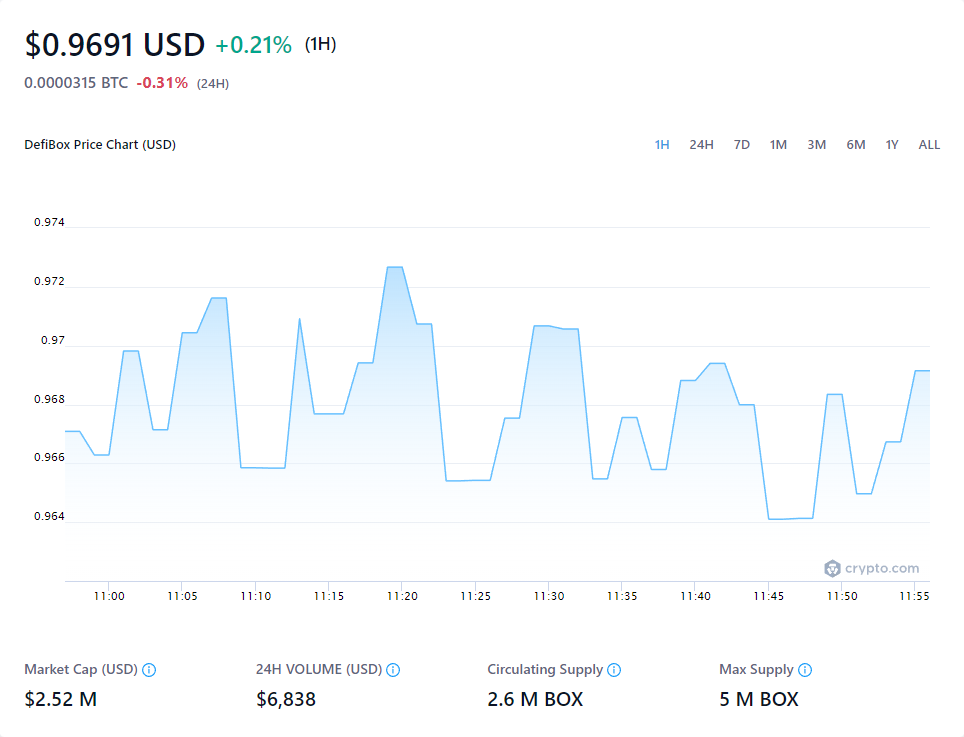 $0.9691 USD +0.21% (1H)
0.0000315 BTC -0.31% (24H)
DefiBox Price Chart (USD) 1H 24H 7D 1M 3M 6M 1Y ALL
0.974
0.972
0.97
0.968
0.966
0.964
crypto.com
11:00 11:05 11:10 11:15 11:20 11:25 11:30 11:35 11:40 11:45 11:50 11:55
Market Cap (USD) 24H VOLUME (USD) Circulating Supply Max Supply
$2.52 M $6,838 2.6 M BOX 5 M BOX